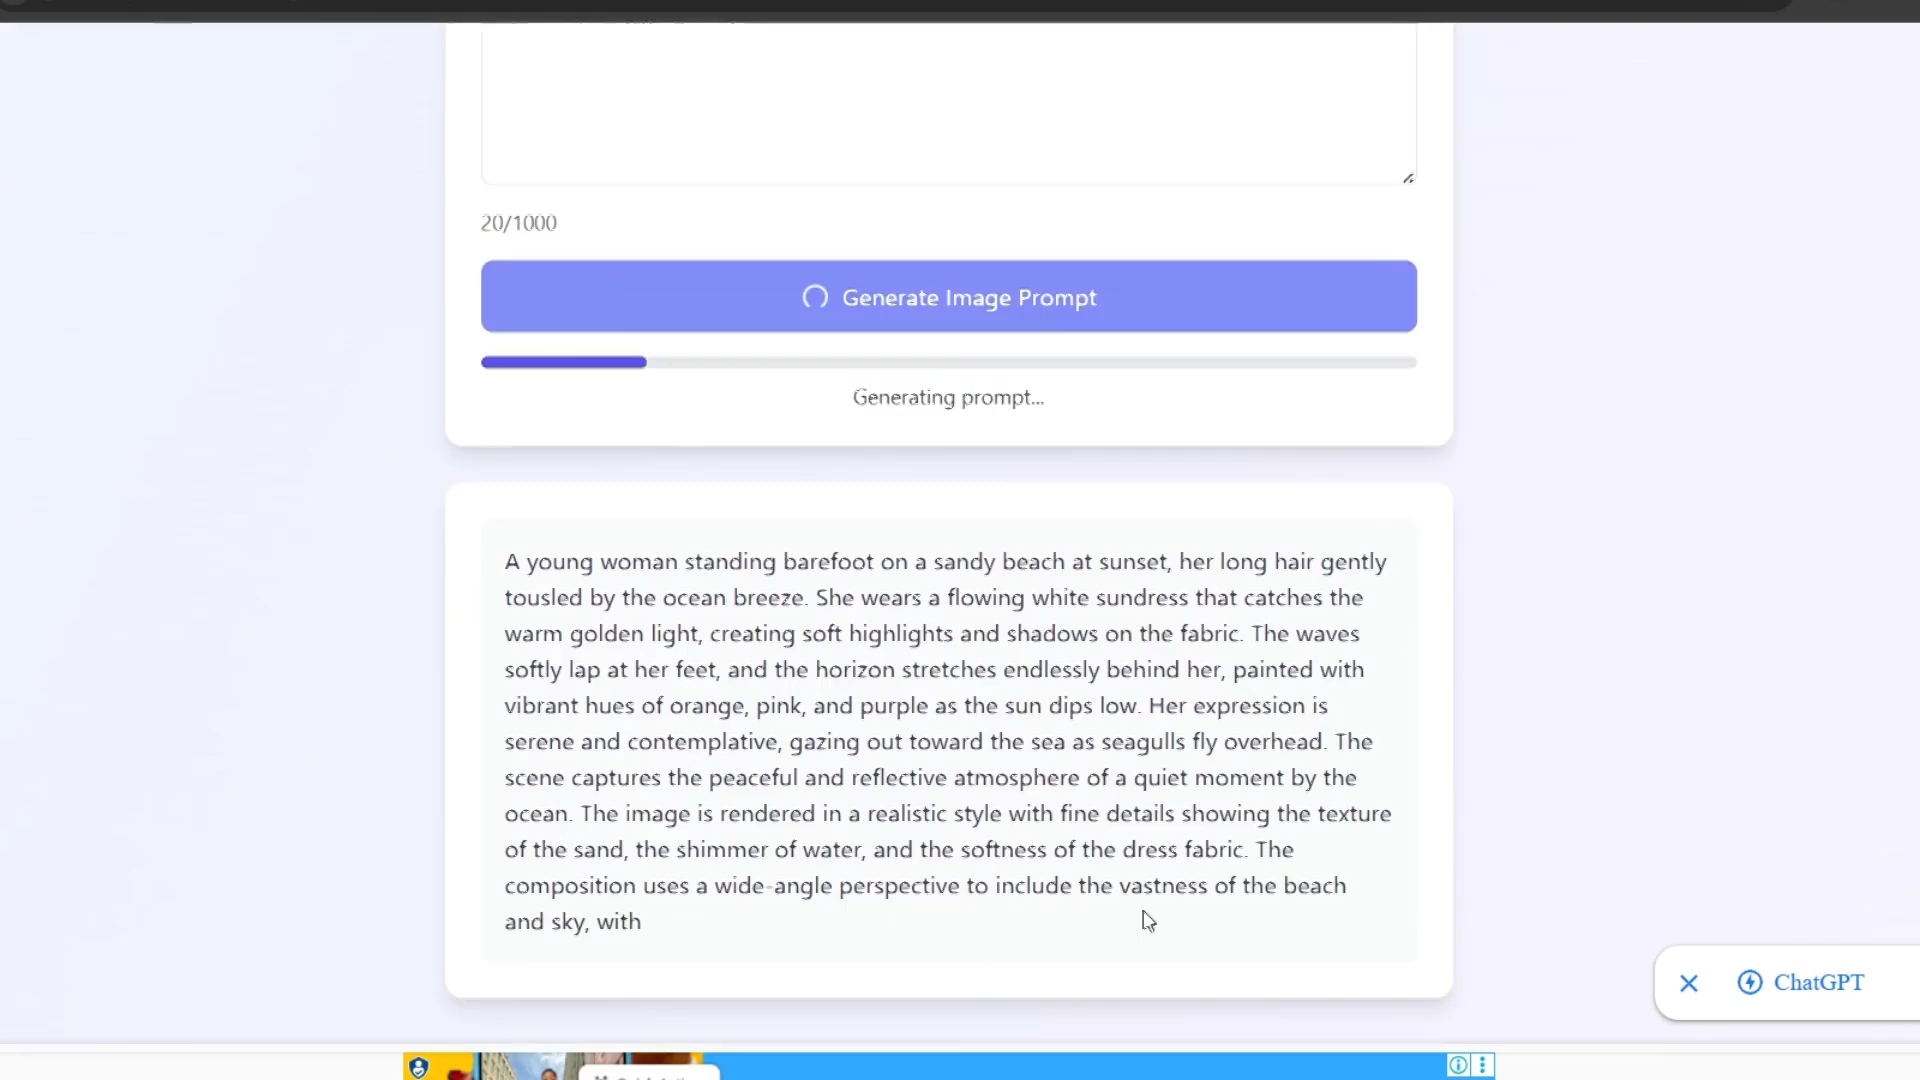 20/1000
Generate Image Prompt
Generating prompt...
A young woman standing barefoot on a sandy beach at sunset, her long hair gently
tousled by the ocean breeze. She wears a flowing white sundress that catches the
warm golden light, creating soft highlights and shadows on the fabric. The waves
softly lap at her feet, and the horizon stretches endlessly behind her, painted with
vibrant hues of orange, pink, and purple as the sun dips low. Her expression is
serene and contemplative, gazing out toward the sea as seagulls fly overhead. The
scene captures the peaceful and reflective atmosphere of a quiet moment by the
ocean. The image is rendered in a realistic style with fine details showing the texture
of the sand, the shimmer of water, and the softness of the dress fabric. The
composition uses a wide-angle perspective to include the vastness of the beach
and sky, with
ChatGPT